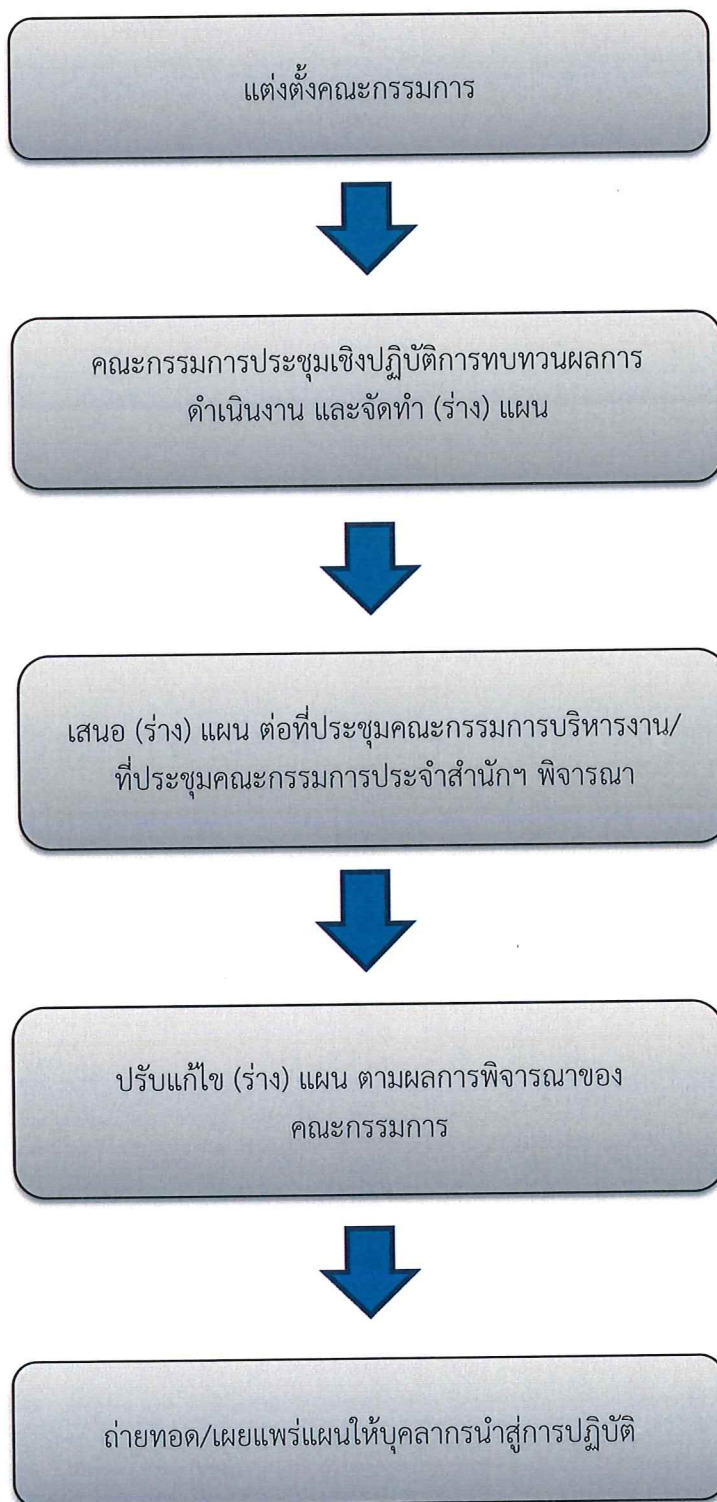 แต่งตั้งคณะกรรมการ
คณะกรรมการประชุมเชิงปฏิบัติการทบทวนผลการ
ดำเนินงาน และจัดทำ (ร่าง) แผน
เสนอ (ร่าง) แผน ต่อที่ประชุมคณะกรรมการบริหารงาน/
ที่ประชุมคณะกรรมการประจำสำนักฯ พิจารณา
ปรับแก้ไข (ร่าง) แผน ตามผลการพิจารณาของ
คณะกรรมการ
ถ่ายทอด/เผยแพร่แผนให้บุคลากรนำสู่การปฏิบัติ